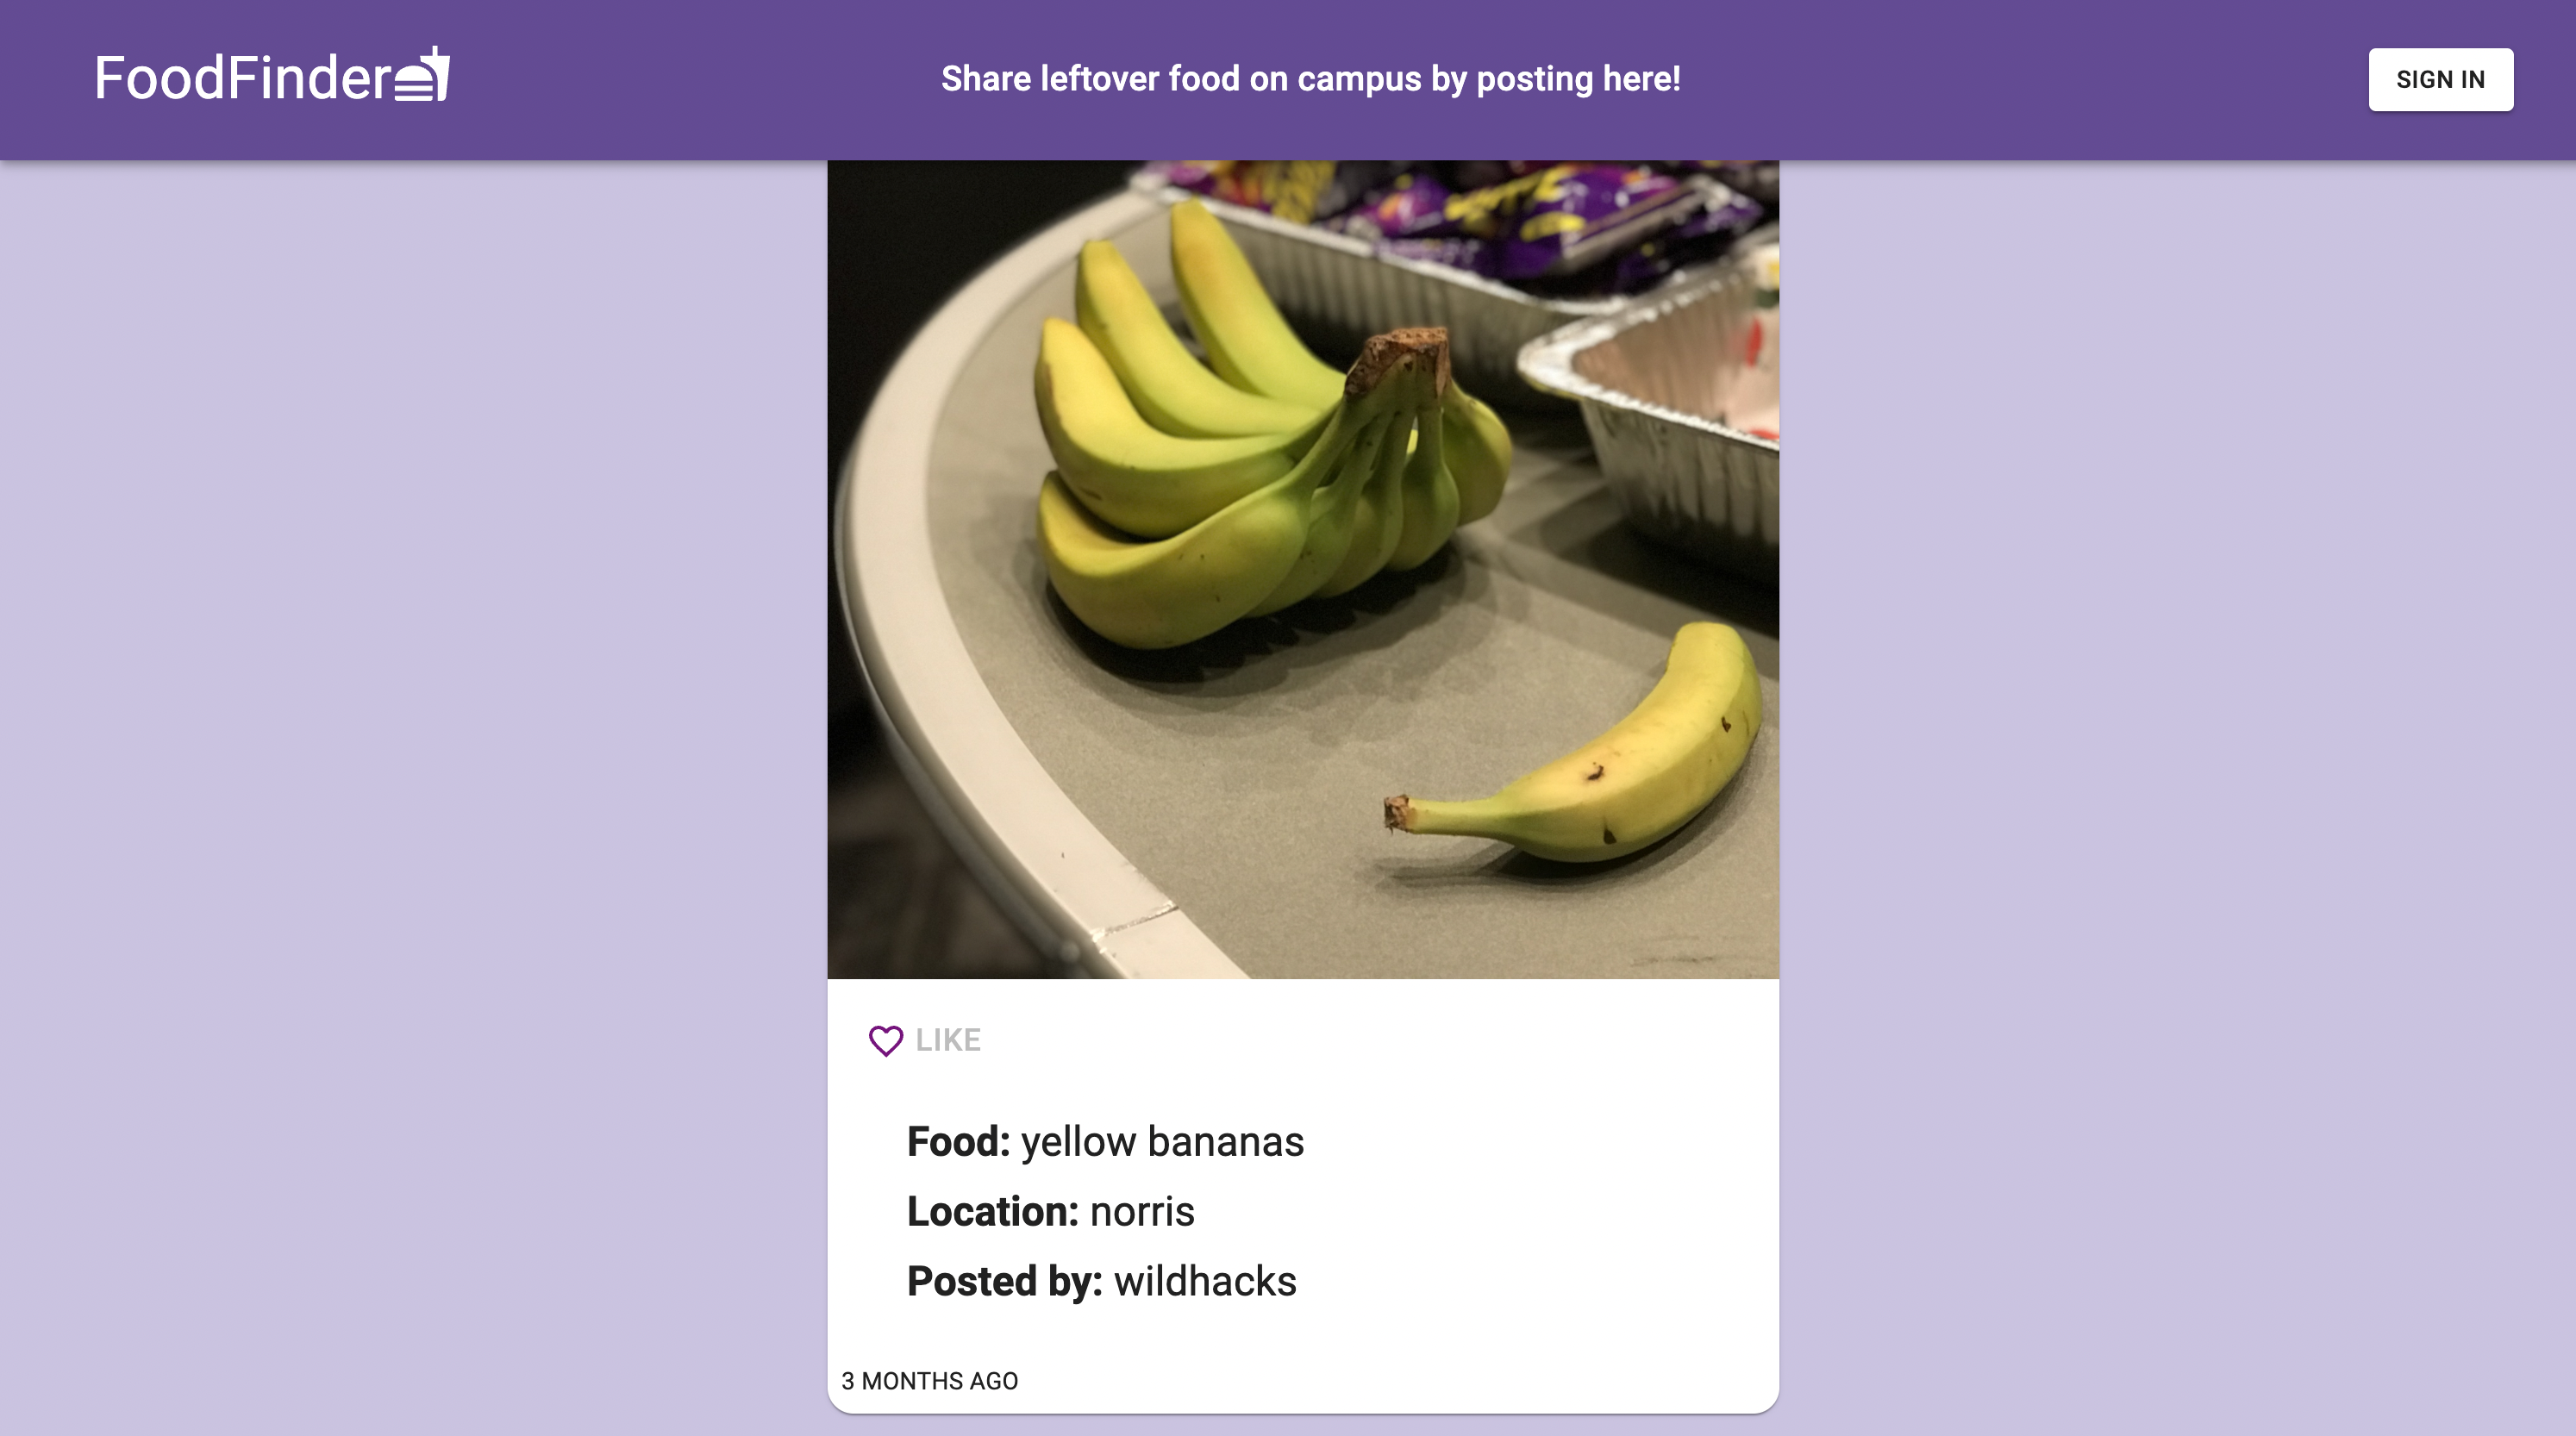 FoodFinder
Share leftover food on campus by posting here!
SIGN IN
LIKE
Food: yellow bananas
Location: norris
Posted by: wildhacks
3 MONTHS AGO